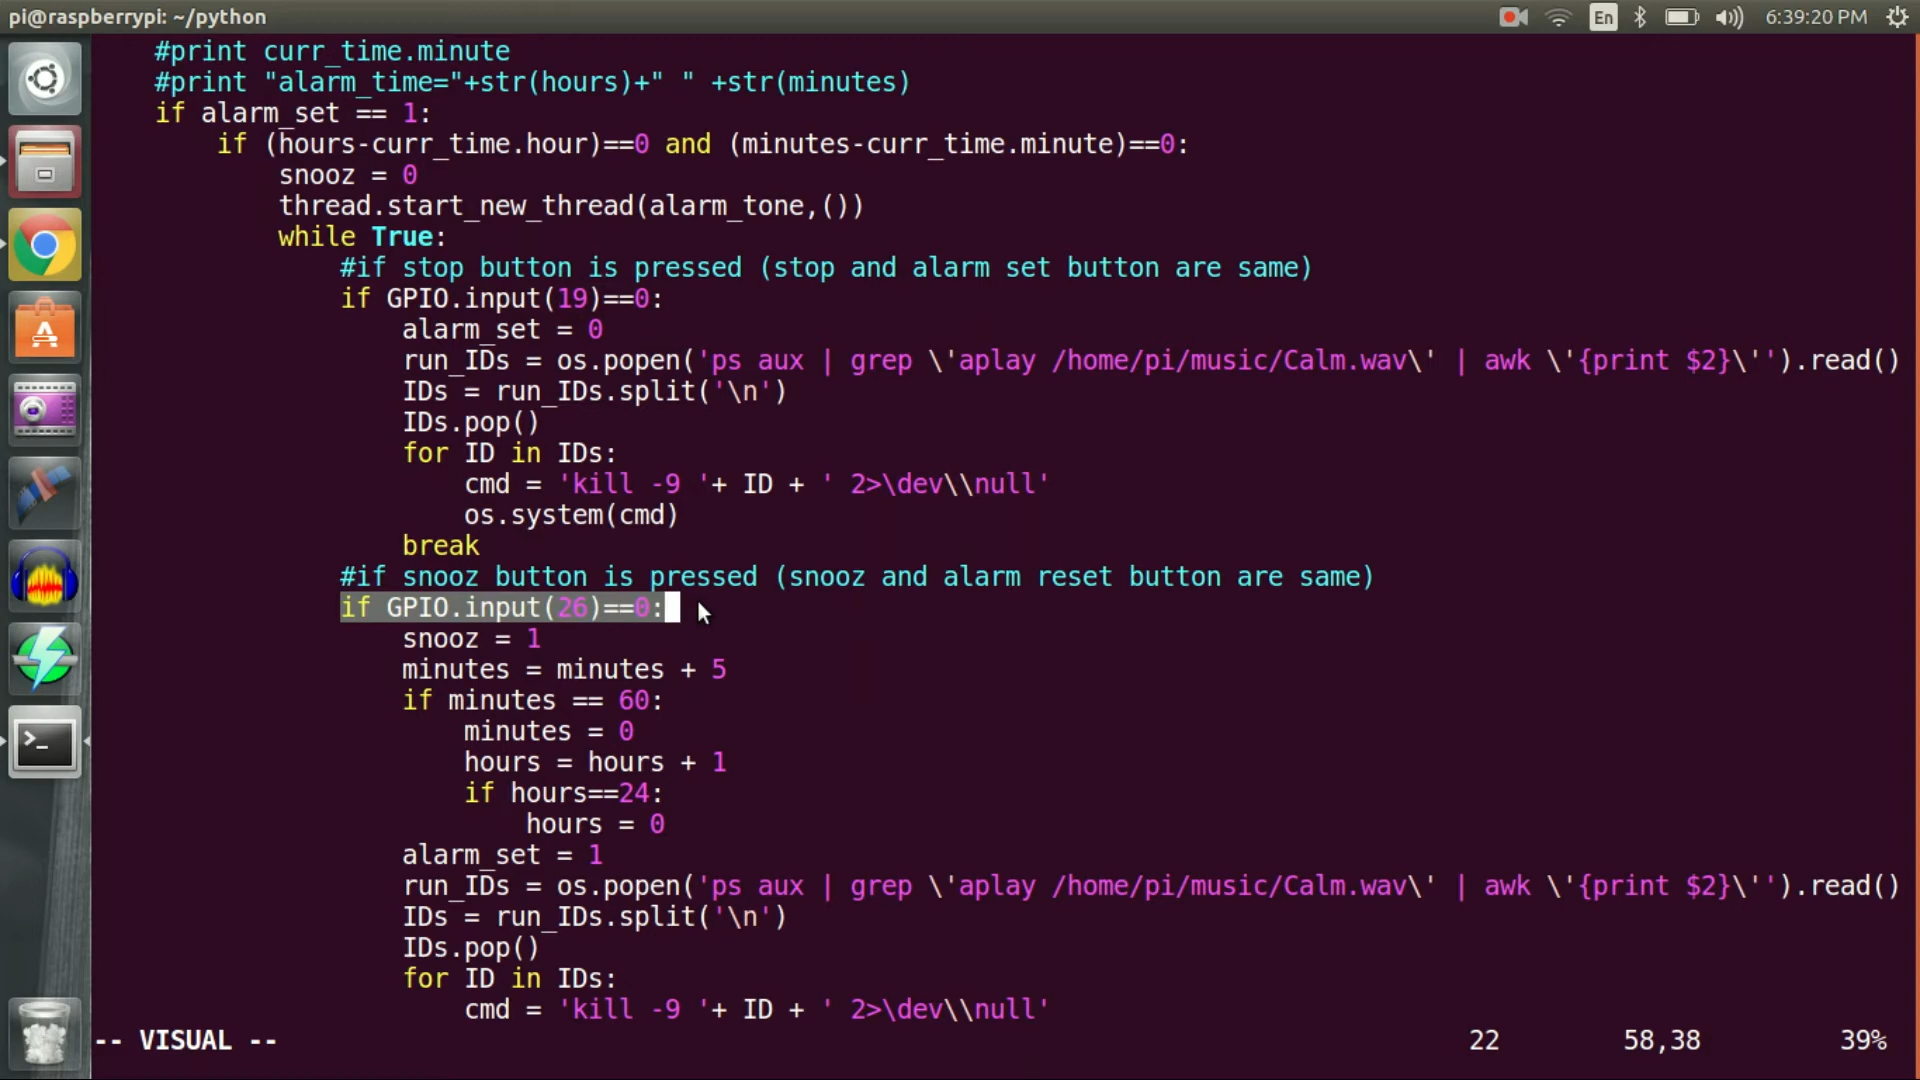 pi@raspberrypi: ~/python
En
6:39:20 PM
#print curr_time.minute
#print "alarm_time="+str(hours)+" " +str(minutes)
if alarm_set == 1:
if (hours-curr_time.hour)==0 and (minutes-curr_time.minute)==0:
snooz = 0
thread.start_new_thread(alarm_tone,())
while True:
#if stop button is pressed (stop and alarm set button are same)
if GPIO.input(19)==0:
alarm_set = 0
run_IDs = os.popen('ps aux | grep \'aplay /home/pi/music/Calm.wav\' | awk \'{print $2}\'').read()
IDs = run_IDs.split('\n')
IDs.pop()
for ID in IDs:
cmd = 'kill -9 '+ ID + ' 2>\dev\\null'
os.system(cmd)
break
#if snooz button is pressed (snooz and alarm reset button are same)
if GPIO.input(26)==0:
snooz = 1
minutes = minutes + 5
if minutes == 60:
minutes = 0
hours = hours + 1
if hours==24:
hours = 0
alarm_set = 1
run_IDs = os.popen('ps aux | grep \'aplay /home/pi/music/Calm.wav\' | awk \'{print $2}\'').read()
IDs = run_IDs.split('\n')
IDs.pop()
for ID in IDs:
cmd = 'kill -9 '+ ID + ' 2>\dev\\null'
-- VISUAL --
22
58,38
39%